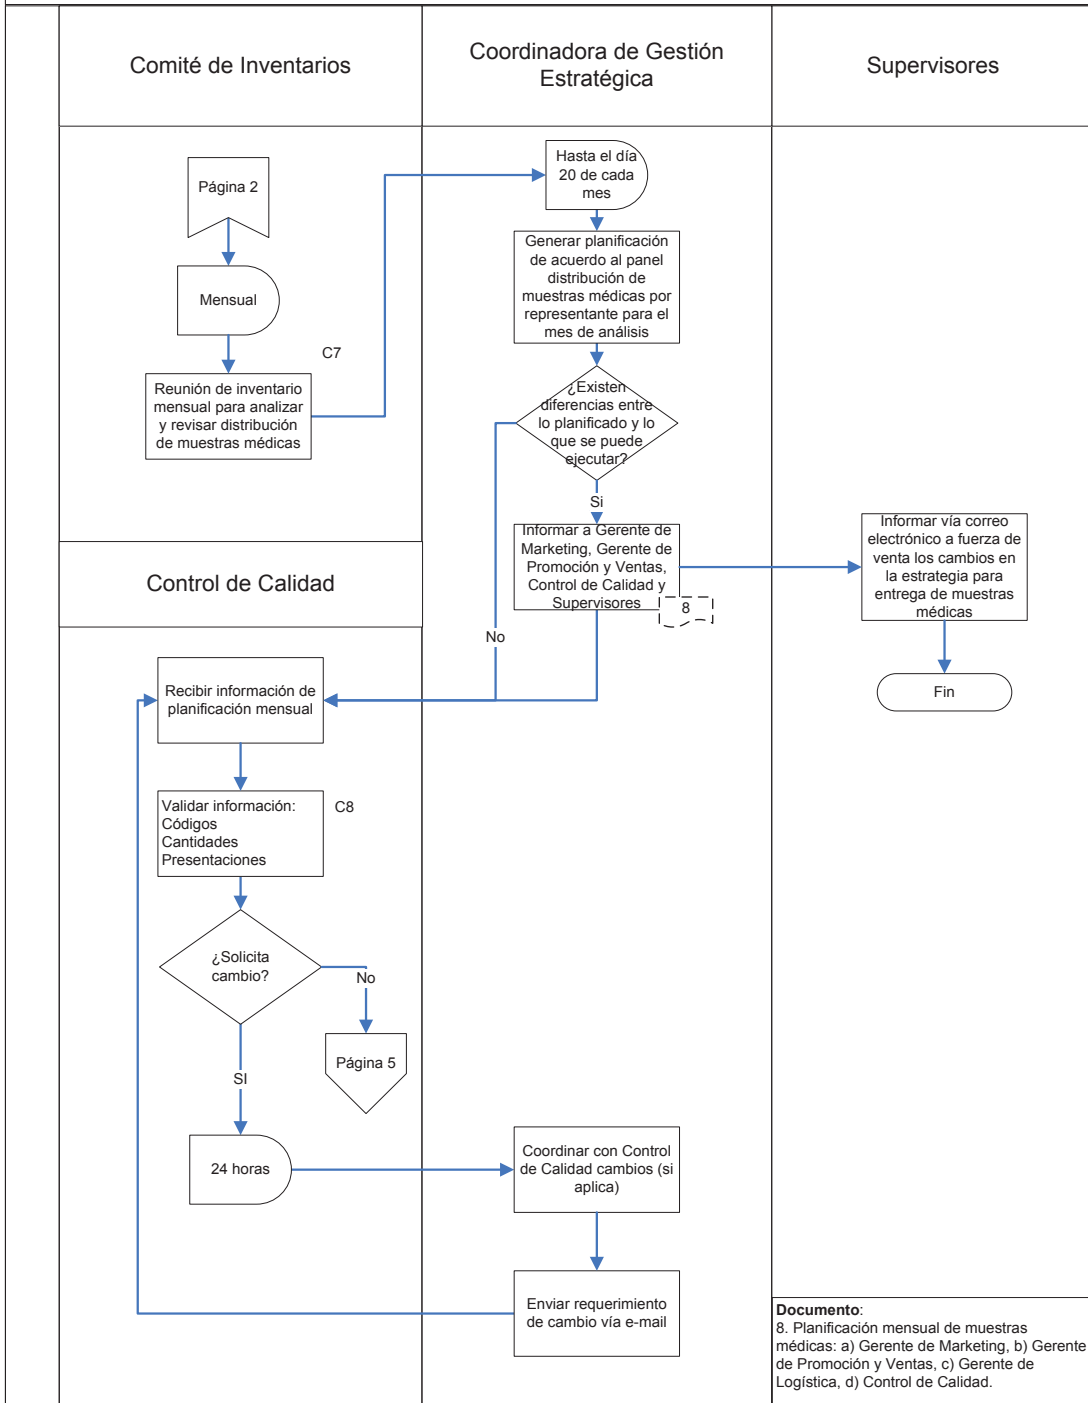 Comité de Inventarios
Coordinadora de Gestión
Estratégica
Supervisores
Página 2
Mensual
C7
Reunión de inventario
mensual para analizar
y revisar distribución
de muestras médicas
Hasta el día
20 de cada
mes
Generar planificación
de acuerdo al panel
distribución de
muestras médicas por
representante para el
mes de análisis
¿Existen
diferencias entre
lo planificado y lo
que se puede
ejecutar?
Si
No
Informar a Gerente de
Marketing, Gerente de
Promoción y Ventas,
Control de Calidad y
Supervisores
8
Informar vía correo
electrónico a fuerza de
venta los cambios en
la estrategia para
entrega de muestras
médicas
Fin
Control de Calidad
Recibir información de
planificación mensual
Validar información:
Códigos
Cantidades
Presentaciones
C8
¿Solicita
cambio?
No
Página 5
SI
24 horas
Coordinar con Control
de Calidad cambios (si
aplica)
Enviar requerimiento
de cambio vía e-mail
Documento:
8. Planificación mensual de muestras
médicas: a) Gerente de Marketing, b) Gerente
de Promoción y Ventas, c) Gerente de
Logística, d) Control de Calidad.